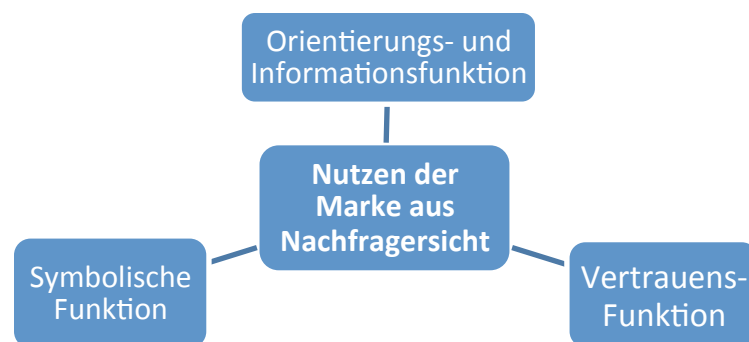 Orientierungs- und
Informationsfunktion
Nutzen der
Marke aus
Nachfragersicht
Symbolische
Funktion
Vertrauens-
Funktion